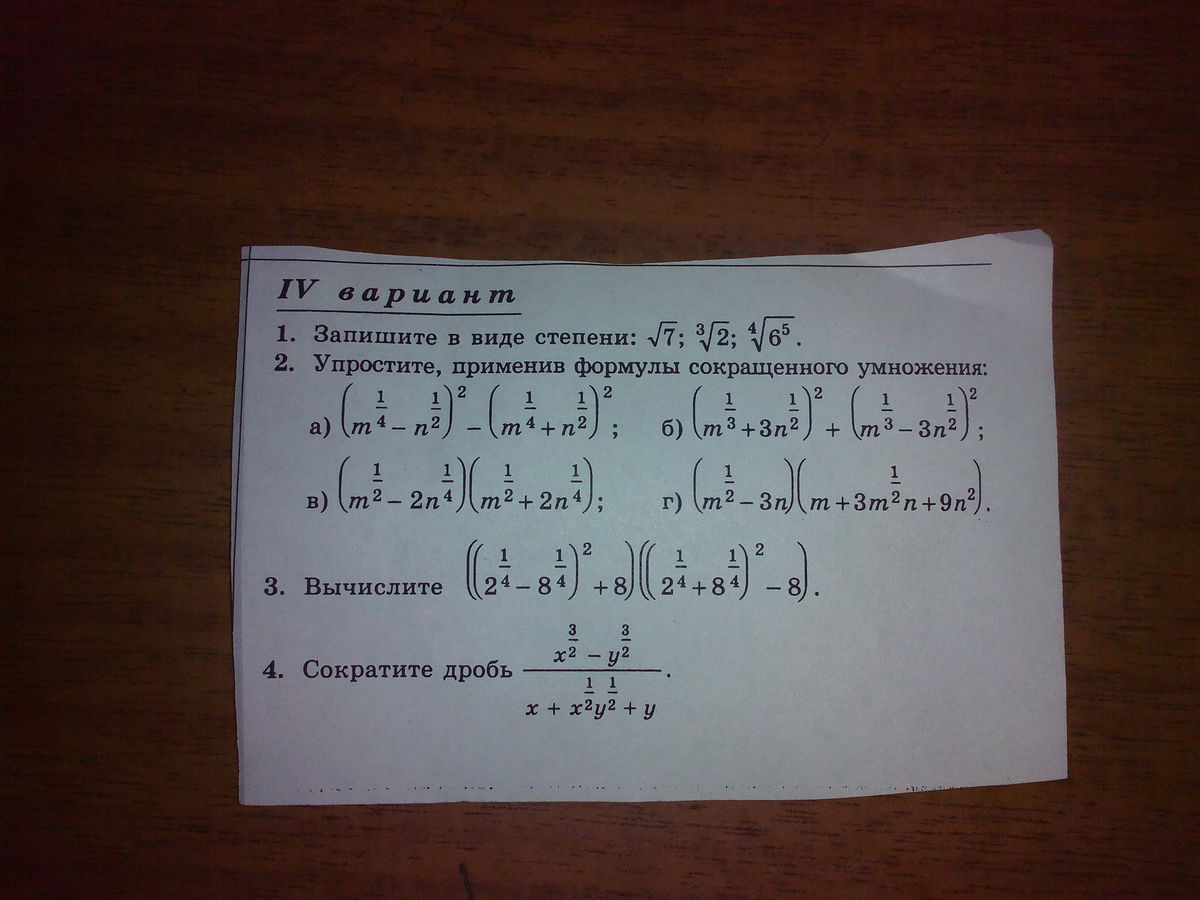 IV вариант
1. Запишите в виде степени: √7; ∛2; ∜6⁵.
2. Упростите, применив формулы сокращенного умножения:
а) (m^(1/4) − n^(1/2))² − (m^(1/4) + n^(1/2))²; б) (m^(1/3) + 3n^(1/2))² + (m^(1/3) − 3n^(1/2))²;
в) (m^(1/2) − 2n^(1/4))(m^(1/2) + 2n^(1/4)); г) (m^(1/2) − 3n)(m + 3m^(1/2)n + 9n²).
3. Вычислите ((2^(1/4) − 8^(1/4))² + 8)((2^(1/4) + 8^(1/4))² − 8).
4. Сократите дробь (x^(3/2) − y^(3/2))/(x + x^(1/2)y^(1/2) + y).